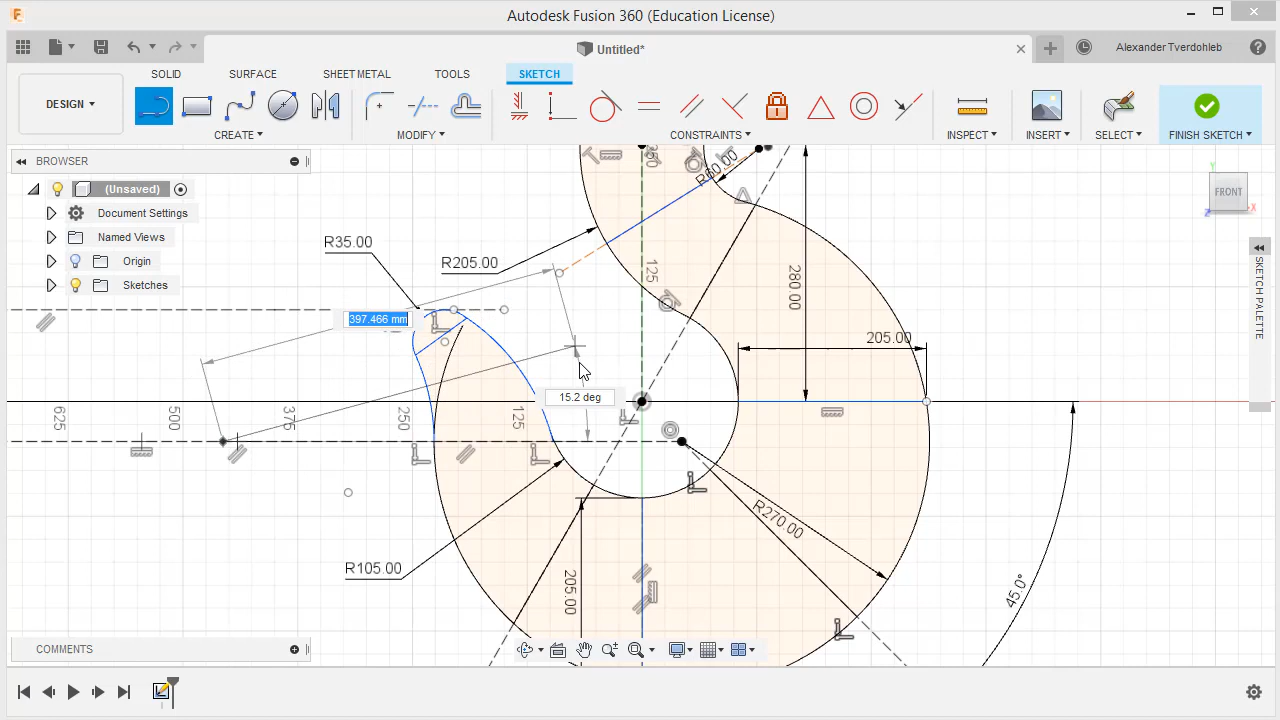 Autodesk Fusion 360 (Education License)
Untitled*
Alexander Tverdohleb
DESIGN
SOLID
SURFACE
SHEET METAL
TOOLS
SKETCH
CREATE
MODIFY
CONSTRAINTS
INSPECT
INSERT
SELECT
FINISH SKETCH
BROWSER
(Unsaved)
Document Settings
Named Views
Origin
Sketches
Y
FRONT
X
Z
SKETCH PALETTE
250
R60.00
R35.00
R205.00
125
280.00
397.466 mm
205.00
15.2 deg
625
500
375
250
125
R270.00
R105.00
205.00
45.0°
COMMENTS